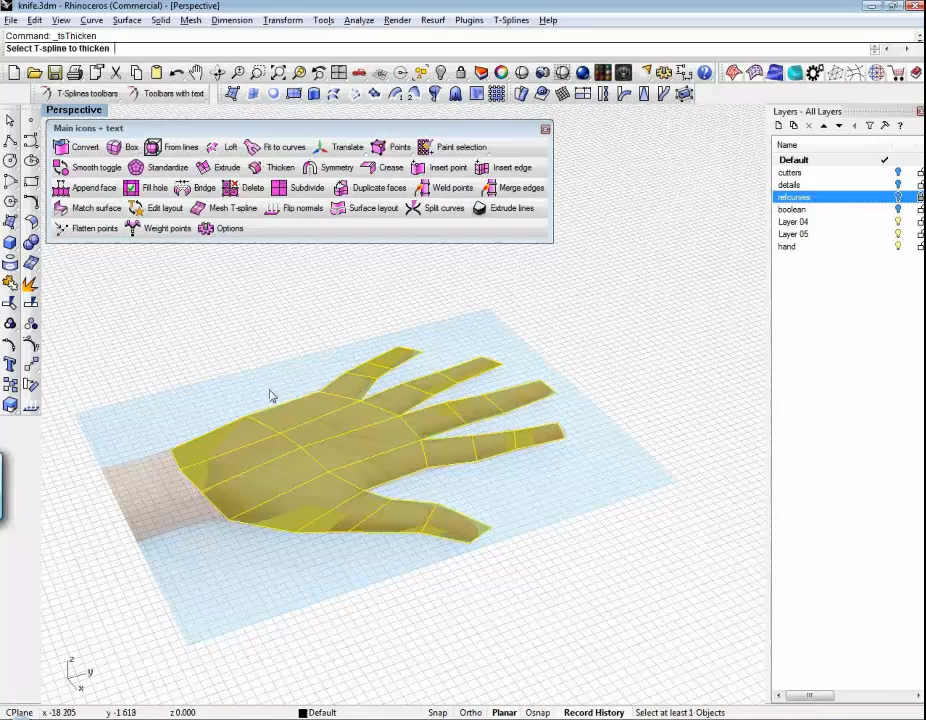 knife.3dm - Rhinoceros (Commercial) - [Perspective]
File Edit View Curve Surface Solid Mesh Dimension Transform Tools Analyze Render Resurf Plugins T-Splines Help
Command: _tsThicken
Select T-spline to thicken
T-Splines toolbars Toolbars with text
Perspective
Main icons + text
Convert Box From lines Loft Fit to curves Translate Points Paint selection
Smooth toggle Standardize Extrude Thicken Symmetry Crease Insert point Insert edge
Append face Fill hole Bridge Delete Subdivide Duplicate faces Weld points Merge edges
Match surface Edit layout Mesh T-spline Flip normals Surface layout Split curves Extrude lines
Flatten points Weight points Options
Layers - All Layers
Name
Default
cutters
details
refcurves
boolean
Layer 04
Layer 05
hand
z
y
x
CPlane x -18.205 y -1.618 z 0.000 Default Snap Ortho Planar Osnap Record History Select at least 1 Objects